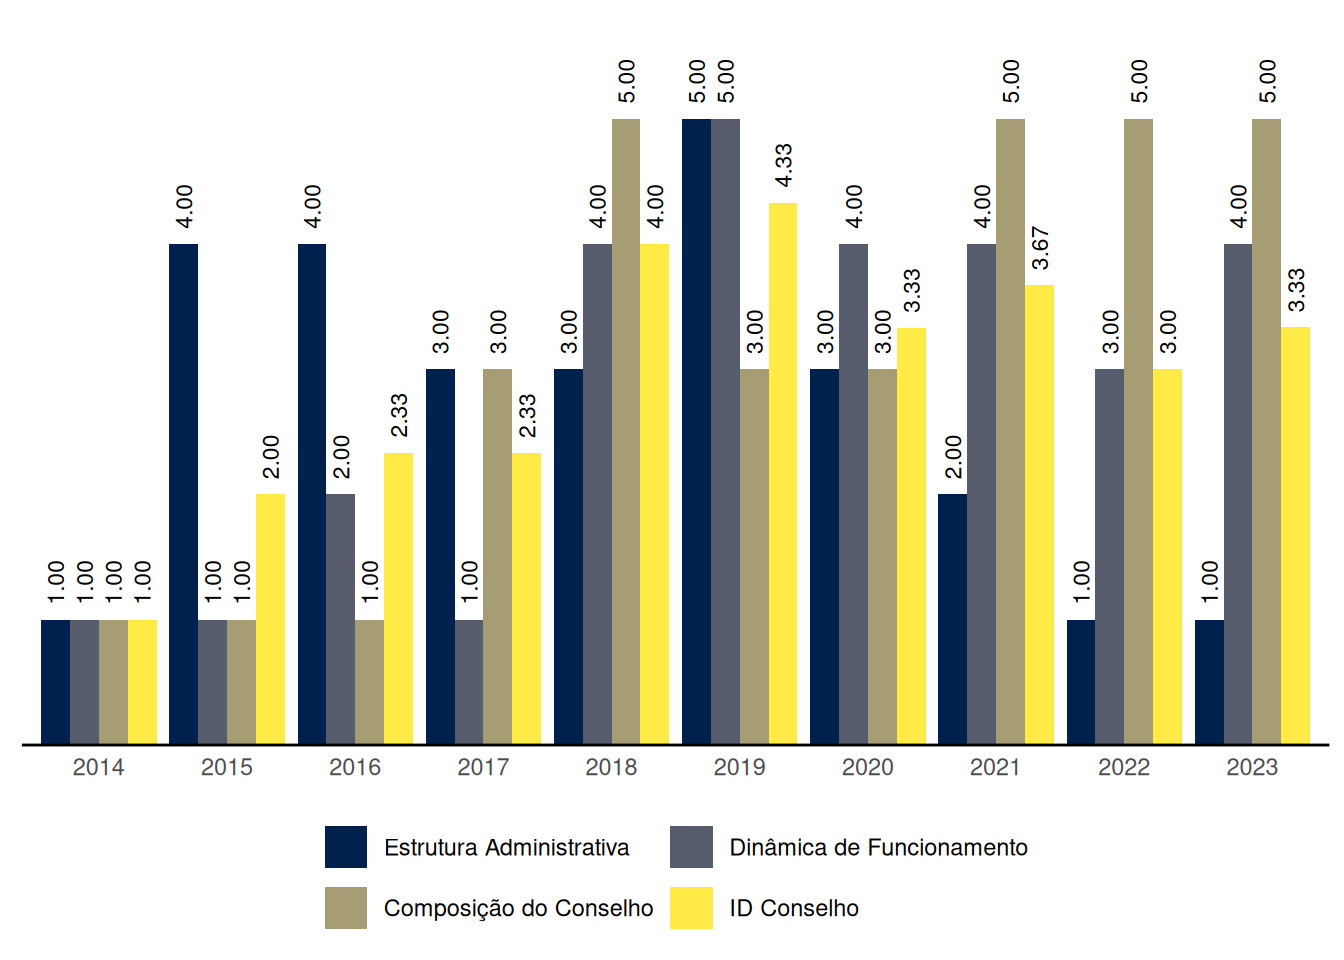 1.00 1.00 1.00 1.00
4.00 1.00 1.00 2.00
4.00 2.00 1.00 2.33
3.00 1.00 3.00 2.33
3.00 4.00 5.00 4.00
5.00 5.00 3.00 4.33
3.00 4.00 3.00 3.33
2.00 4.00 5.00 3.67
1.00 3.00 5.00 3.00
1.00 4.00 5.00 3.33
2014 2015 2016 2017 2018 2019 2020 2021 2022 2023
Estrutura Administrativa Dinâmica de Funcionamento
Composição do Conselho ID Conselho